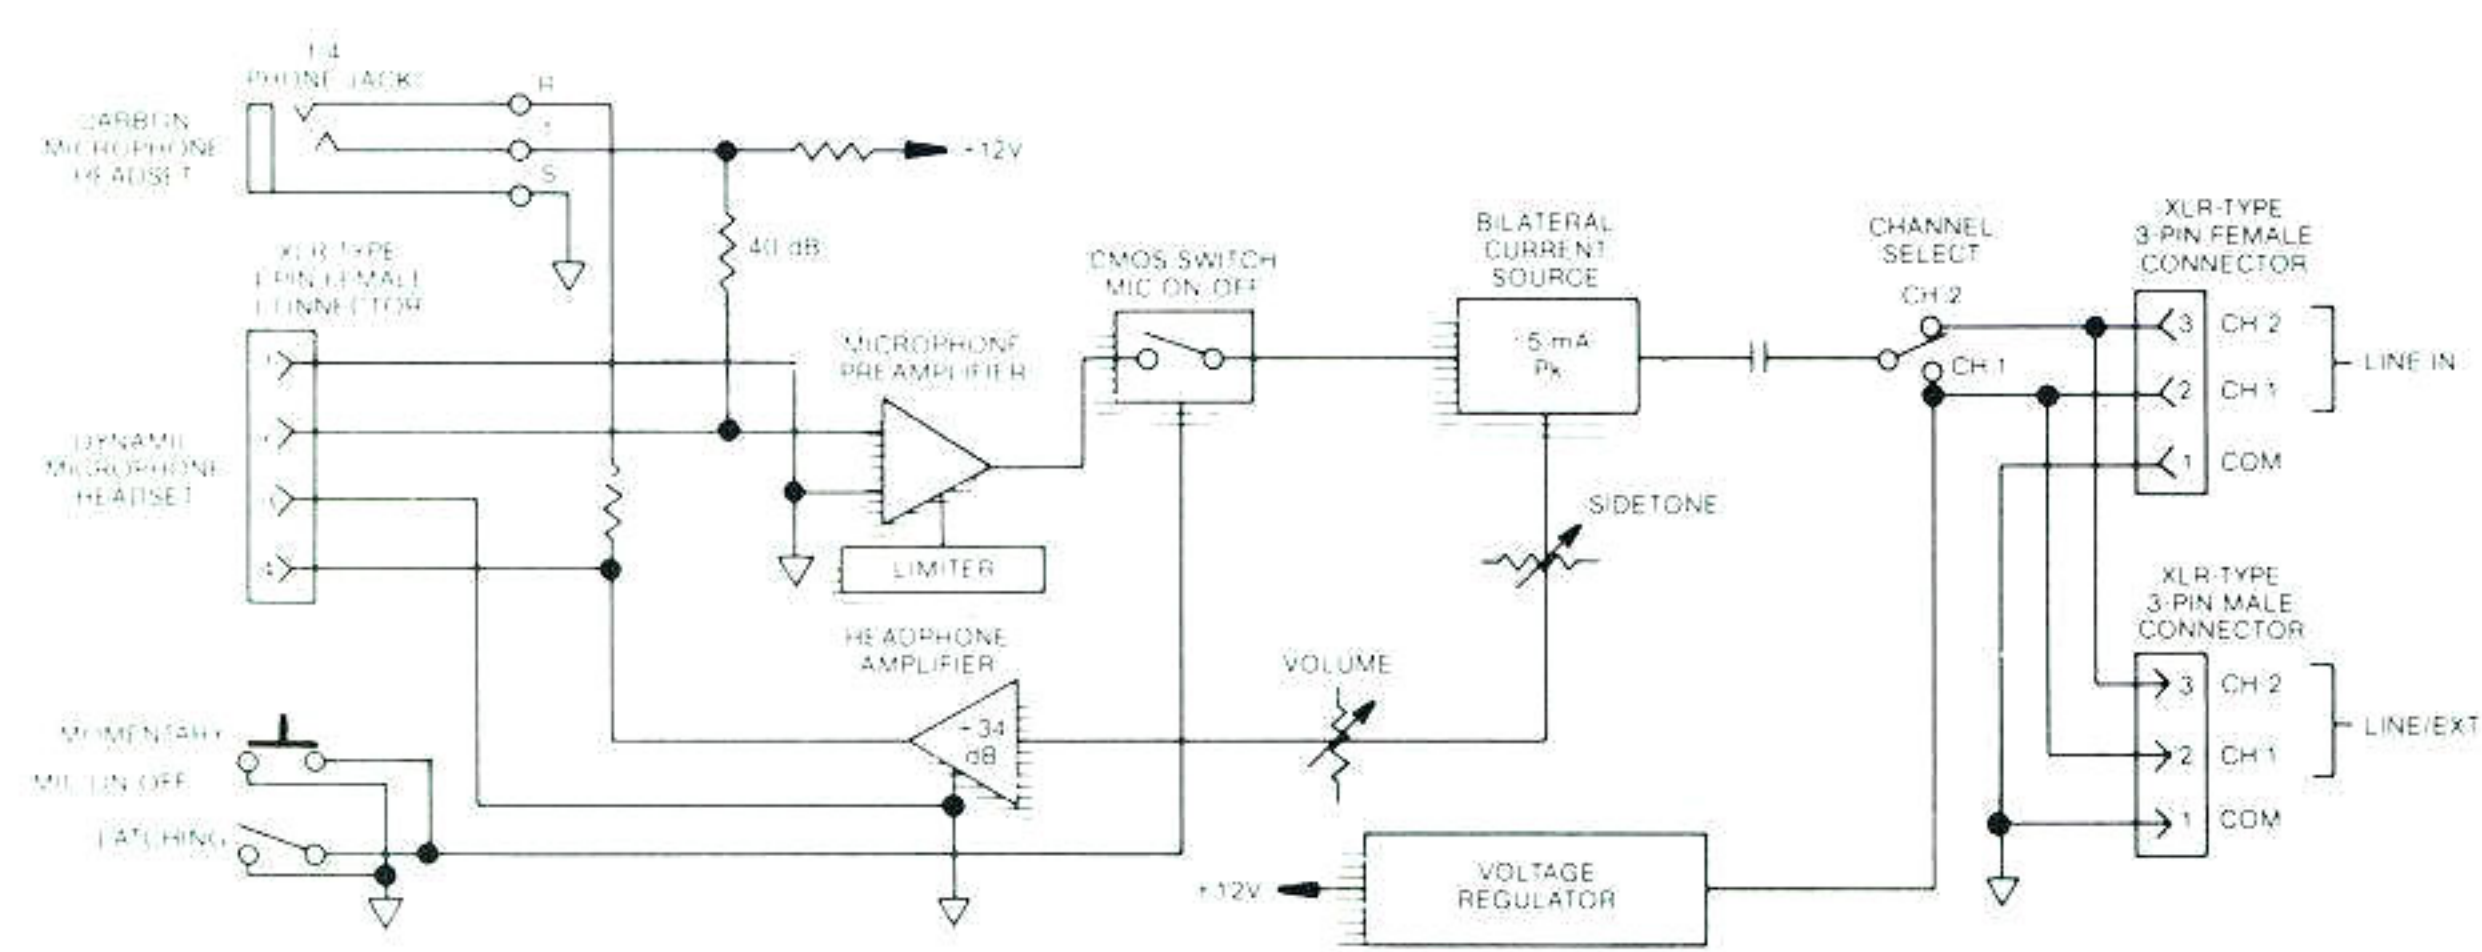 PHONE JACK
CARBON
MICROPHONE
HEADSET
R
S
+12V
40 dB
XLR-TYPE
CONNECTOR
DYNAMIC
MICROPHONE
HEADSET
4
MICROPHONE
PREAMPLIFIER
LIMITER
CMOS SWITCH
MIC ON OFF
BILATERAL
CURRENT
SOURCE
5 mA
Pk
CHANNEL
SELECT
CH 2
CH 1
XLR-TYPE
3-PIN FEMALE
CONNECTOR
3 CH 2
2 CH 1
1 COM
LINE IN
SIDETONE
VOLUME
HEADPHONE
AMPLIFIER
34
dB
MOMENTARY
MIC ON OFF
LATCHING
XLR-TYPE
3-PIN MALE
CONNECTOR
3 CH 2
2 CH 1
1 COM
LINE/EXT
+12V
VOLTAGE
REGULATOR